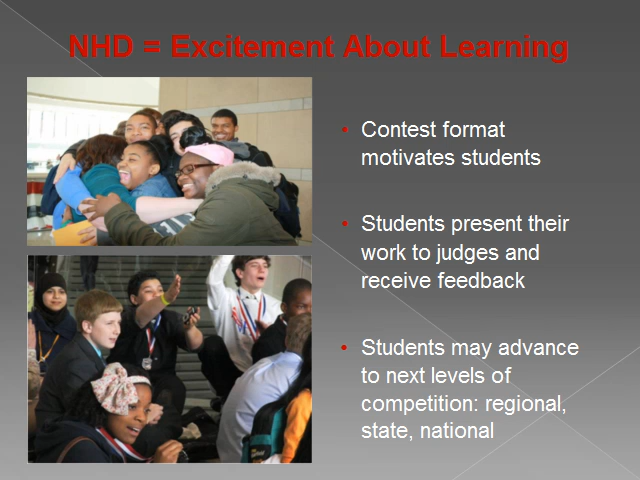 NHD = Excitement About Learning
• Contest format
motivates students
• Students present their
work to judges and
receive feedback
• Students may advance
to next levels of
competition: regional,
state, national